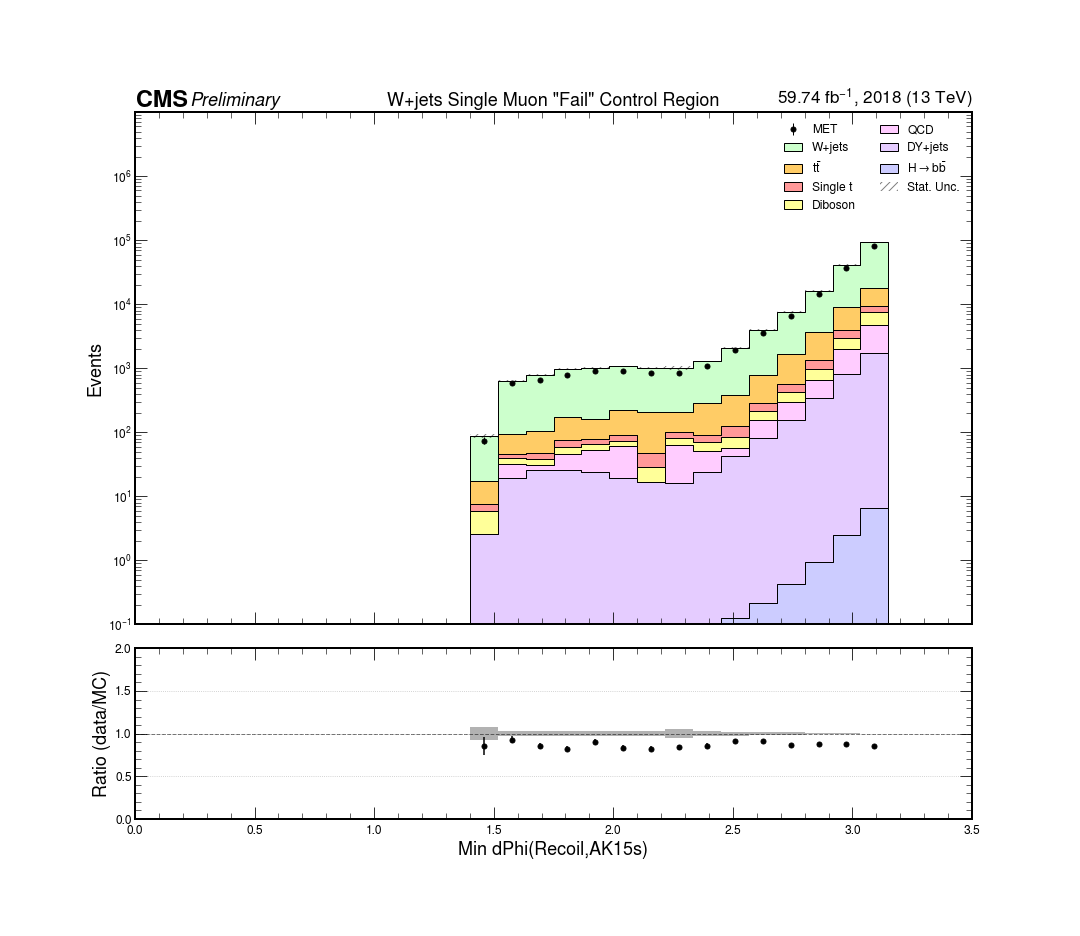 CMS Preliminary W+jets Single Muon "Fail" Control Region 59.74 fb⁻¹, 2018 (13 TeV)
MET QCD
W+jets DY+jets
tt̄ H→bb̄
Single t Stat. Unc.
Diboson
10⁶
10⁵
10⁴
10³
10²
10¹
10⁰
10⁻¹
Events
2.0
1.5
1.0
0.5
0.0
Ratio (data/MC)
0.0 0.5 1.0 1.5 2.0 2.5 3.0 3.5
Min dPhi(Recoil,AK15s)